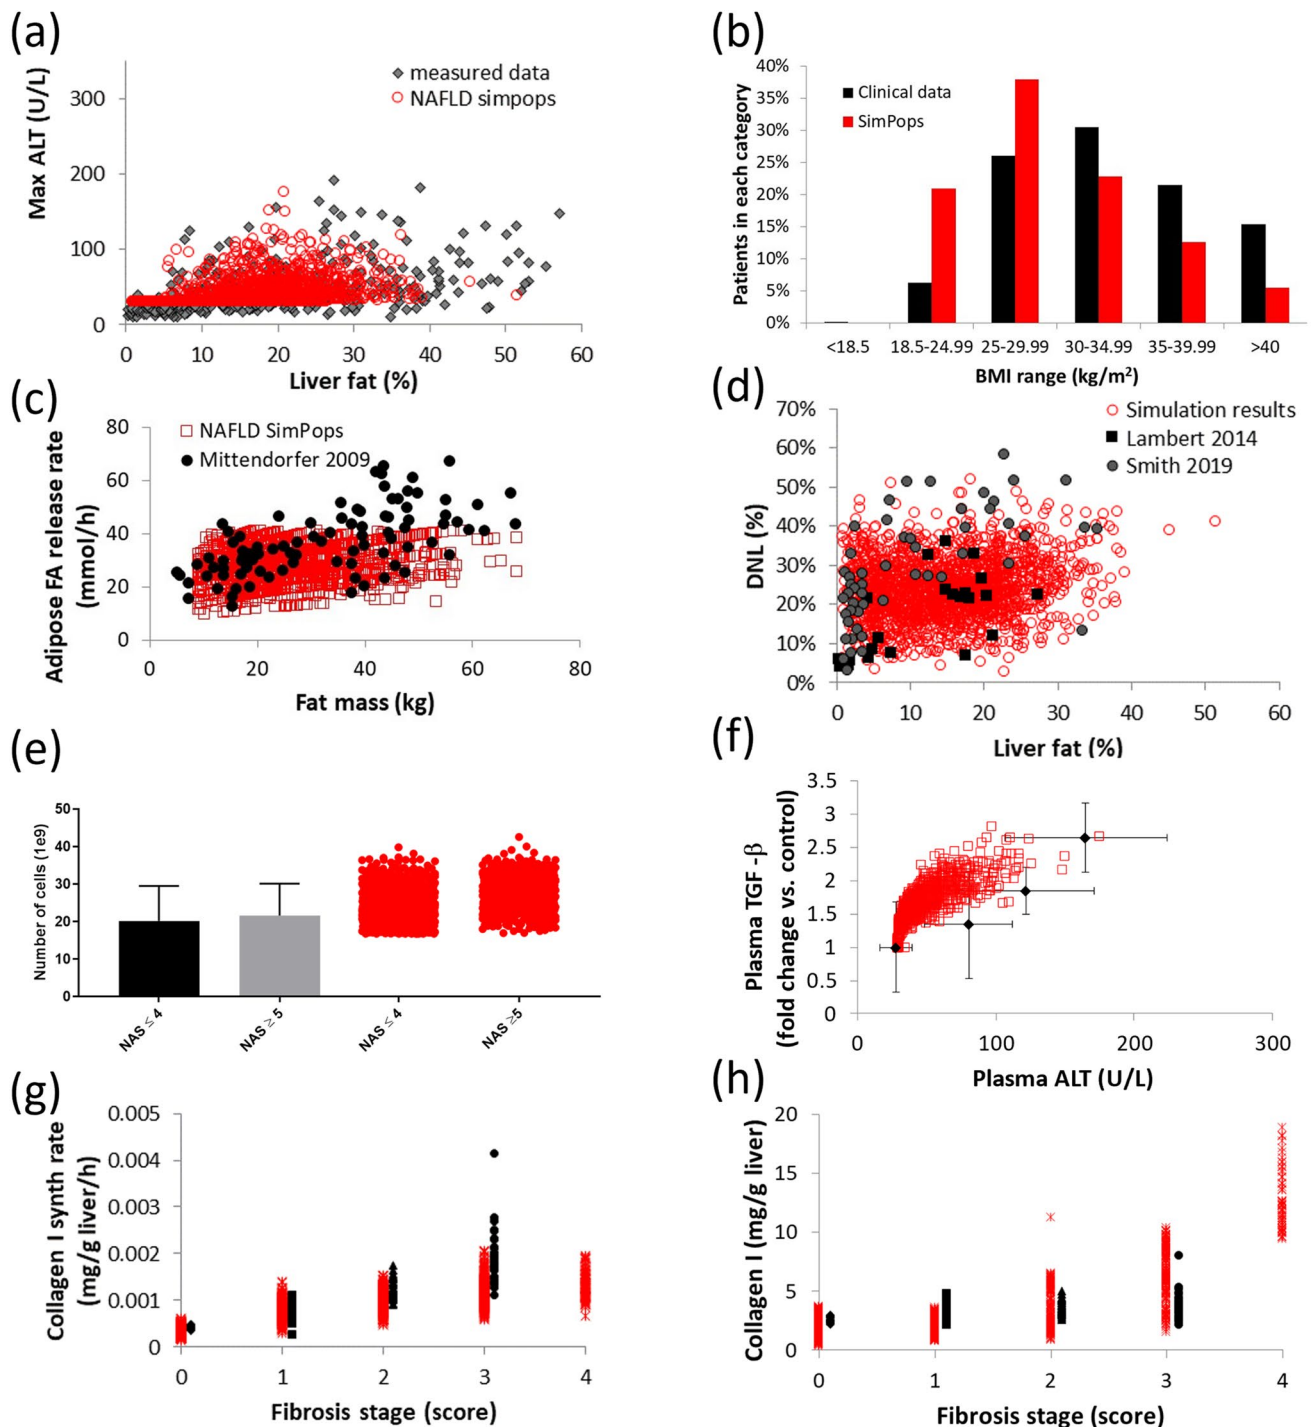 (a)
Max ALT (U/L)
300
200
100
0
measured data
NAFLD simpops
0 10 20 30 40 50 60
Liver fat (%)
(b)
Patients in each category
40%
35%
30%
25%
20%
15%
10%
5%
0%
Clinical data
SimPops
<18.5 18.5-24.99 25-29.99 30-34.99 35-39.99 >40
BMI range (kg/m²)
(c)
Adipose FA release rate
(mmol/h)
80
60
40
20
0
NAFLD SimPops
Mittendorfer 2009
0 20 40 60 80
Fat mass (kg)
(d)
DNL (%)
70%
60%
50%
40%
30%
20%
10%
0%
Simulation results
Lambert 2014
Smith 2019
0 10 20 30 40 50 60
Liver fat (%)
(e)
Number of cells (1e9)
50
40
30
20
10
0
NAS ≤ 4
NAS ≥ 5
NAS ≤ 4
NAS ≥5
(f)
Plasma TGF-β
(fold change vs. control)
3.5
3
2.5
2
1.5
1
0.5
0
0 100 200 300
Plasma ALT (U/L)
(g)
Collagen I synth rate
(mg/g liver/h)
0.005
0.004
0.003
0.002
0.001
0
0 1 2 3 4
Fibrosis stage (score)
(h)
Collagen I (mg/g liver)
20
15
10
5
0
0 1 2 3 4
Fibrosis stage (score)